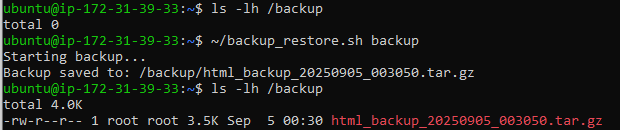 ubuntu@ip-172-31-39-33:~$ ls -lh /backup
total 0
ubuntu@ip-172-31-39-33:~$ ~/backup_restore.sh backup
Starting backup...
Backup saved to: /backup/html_backup_20250905_003050.tar.gz
ubuntu@ip-172-31-39-33:~$ ls -lh /backup
total 4.0K
-rw-r--r-- 1 root root 3.5K Sep  5 00:30 html_backup_20250905_003050.tar.gz